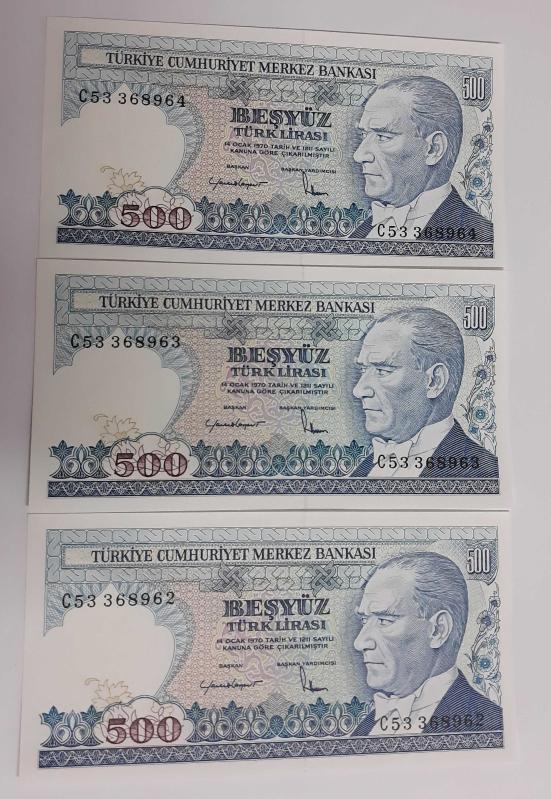 TÜRKİYE CUMHURİYET MERKEZ BANKASI
500
C53 368964
BEŞYÜZ
TÜRK LİRASI
14 OCAK 1970 TARİH VE 1211 SAYILI
KANUNA GÖRE ÇIKARILMIŞTIR
BAŞKAN BAŞKAN YARDIMCISI
500
C53 368964
TÜRKİYE CUMHURİYET MERKEZ BANKASI
500
C53 368963
BEŞYÜZ
TÜRK LİRASI
14 OCAK 1970 TARİH VE 1211 SAYILI
KANUNA GÖRE ÇIKARILMIŞTIR
BAŞKAN BAŞKAN YARDIMCISI
500
C53 368963
TÜRKİYE CUMHURİYET MERKEZ BANKASI
500
C53 368962
BEŞYÜZ
TÜRK LİRASI
14 OCAK 1970 TARİH VE 1211 SAYILI
KANUNA GÖRE ÇIKARILMIŞTIR
BAŞKAN BAŞKAN YARDIMCISI
500
C53 368962